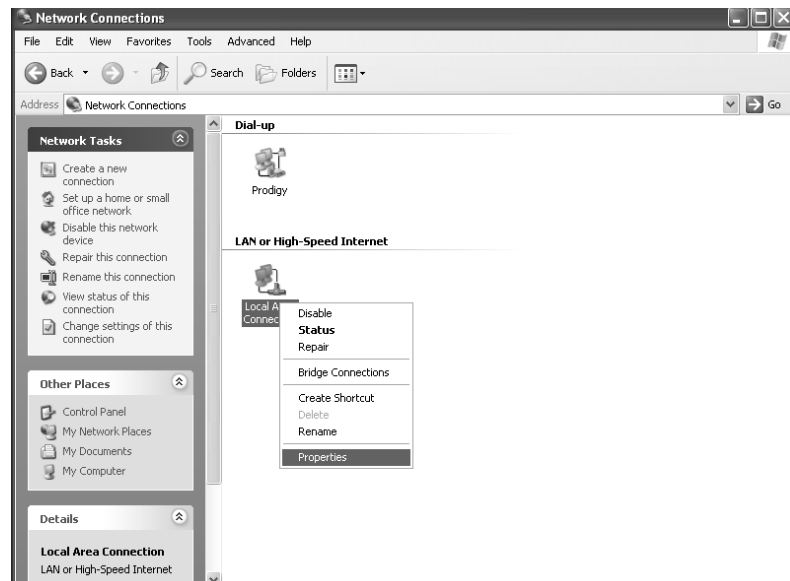 Network Connections
File Edit View Favorites Tools Advanced Help
Back Search Folders
Address Network Connections Go
Network Tasks
Create a new
connection
Set up a home or small
office network
Disable this network
device
Repair this connection
Rename this connection
View status of this
connection
Change settings of this
connection
Other Places
Control Panel
My Network Places
My Documents
My Computer
Details
Local Area Connection
LAN or High-Speed Internet
Dial-up
Prodigy
LAN or High-Speed Internet
Local A
Connec
Disable
Status
Repair
Bridge Connections
Create Shortcut
Delete
Rename
Properties